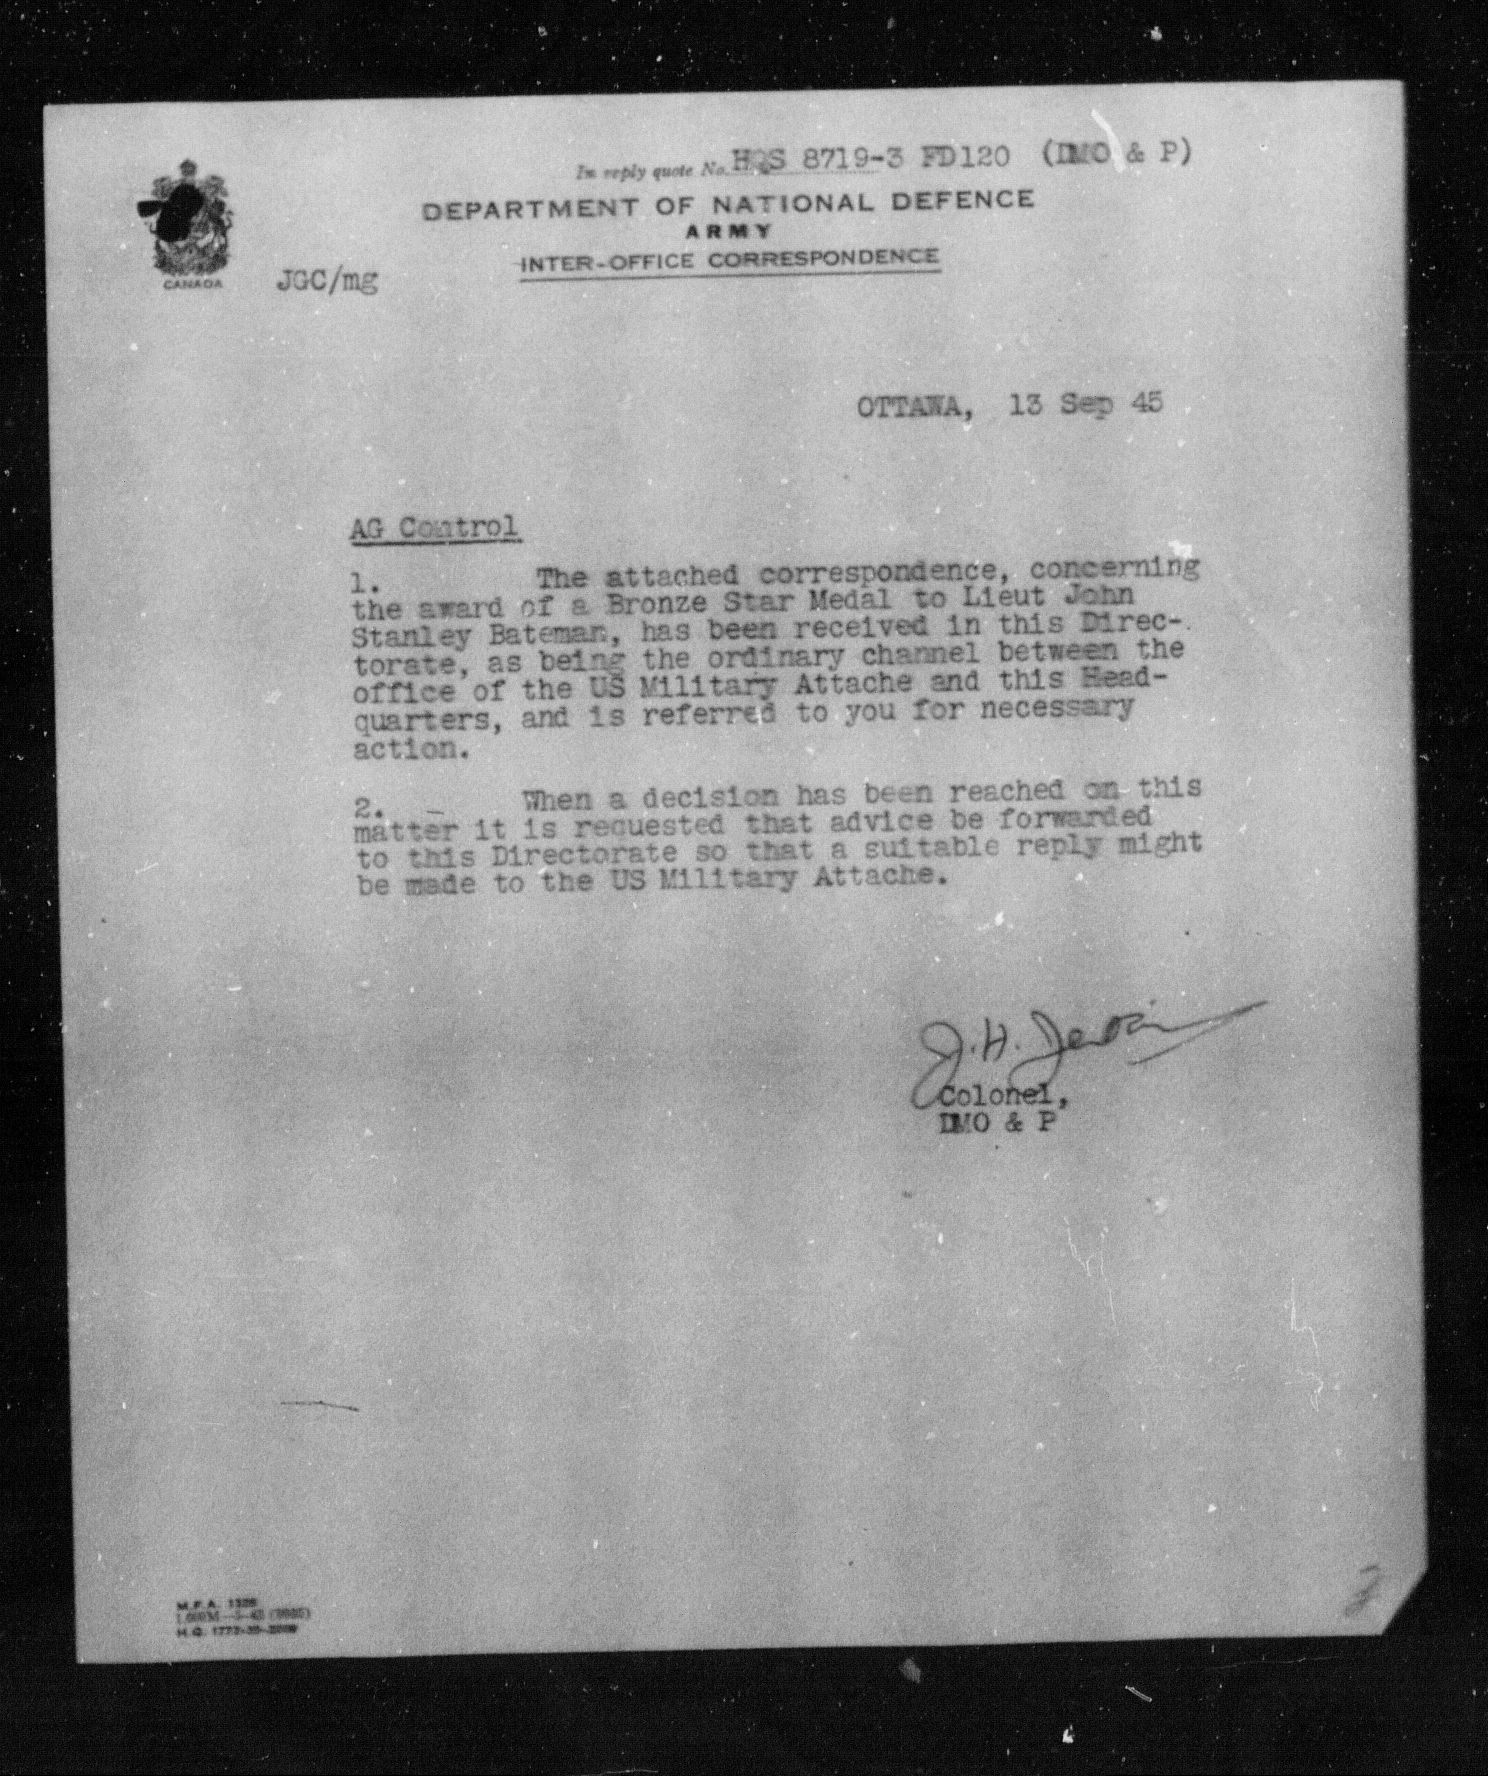 In reply quote No. HQS 8719-3 FD120 (DMO & P)
DEPARTMENT OF NATIONAL DEFENCE
ARMY
INTER-OFFICE CORRESPONDENCE
CANADA
JGC/mg
OTTAWA, 13 Sep 45
AG Control
1. The attached correspondence, concerning
the award of a Bronze Star Medal to Lieut John
Stanley Bateman, has been received in this Direc-
torate, as being the ordinary channel between the
office of the US Military Attache and this Head-
quarters, and is referred to you for necessary
action.
2. When a decision has been reached on this
matter it is requested that advice be forwarded
to this Directorate so that a suitable reply might
be made to the US Military Attache.
J.H. Jenkin
Colonel,
DMO & P
M.F.A.
H.Q.